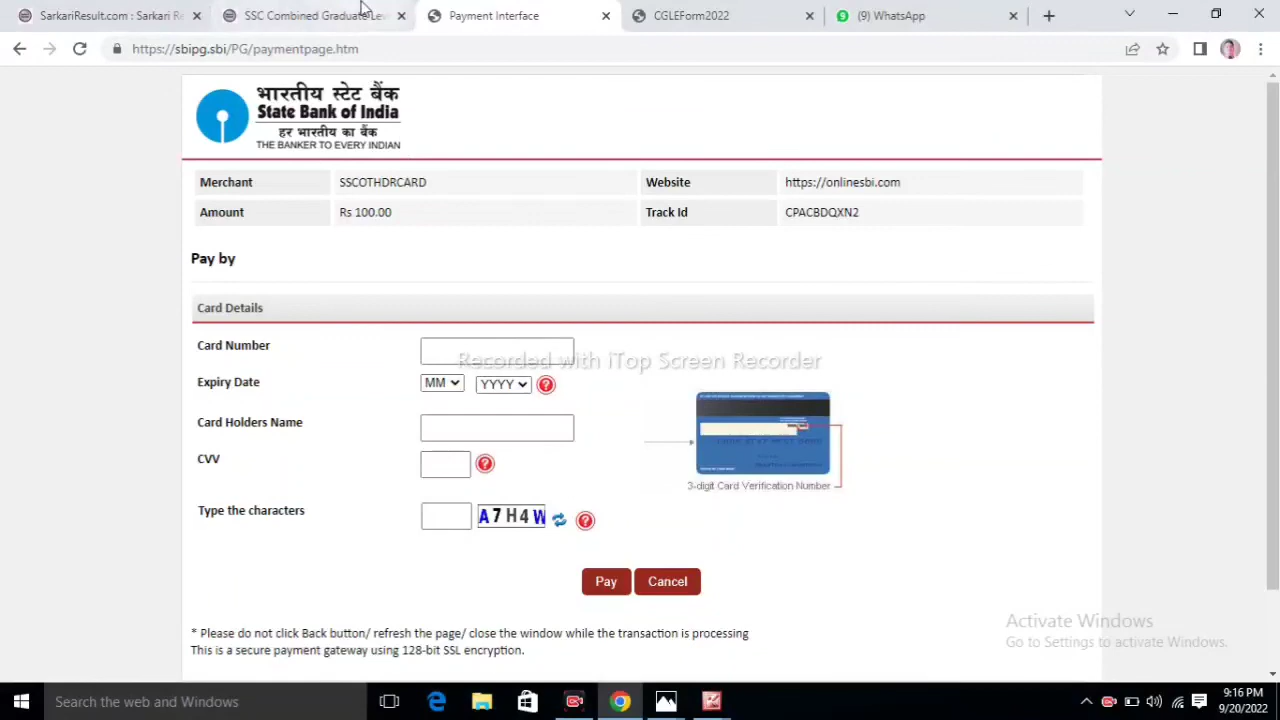 SarkariResult.com : Sarkari Re
SSC Combined Graduate Lev
Payment Interface
CGLEForm2022
(9) WhatsApp
https://sbipg.sbi/PG/paymentpage.htm
भारतीय स्टेट बैंक
State Bank of India
हर भारतीय का बैंक
THE BANKER TO EVERY INDIAN
Merchant SSCOTHDRCARD Website https://onlinesbi.com
Amount Rs 100.00 Track Id CPACBDQXN2
Pay by
Card Details
Card Number
Recorded with iTop Screen Recorder
Expiry Date MM YYYY
Card Holders Name
CVV
3-digit Card Verification Number
Type the characters A7H4W
Pay Cancel
* Please do not click Back button/ refresh the page/ close the window while the transaction is processing
This is a secure payment gateway using 128-bit SSL encryption.
Activate Windows
Go to Settings to activate Windows.
Search the web and Windows
9:16 PM
9/20/2022